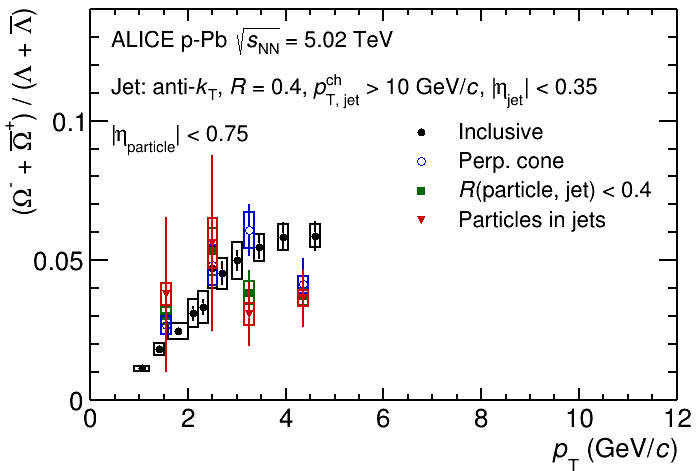 ALICE p-Pb √s_NN = 5.02 TeV
Jet: anti-k_T, R = 0.4, p_T, jet^ch > 10 GeV/c, |η_jet| < 0.35
|η_particle| < 0.75
Inclusive
Perp. cone
R(particle, jet) < 0.4
Particles in jets
(Ω⁻ + Ω̅⁺) / (Λ + Λ̅)
0.1
0.05
0
0 2 4 6 8 10 12
p_T (GeV/c)